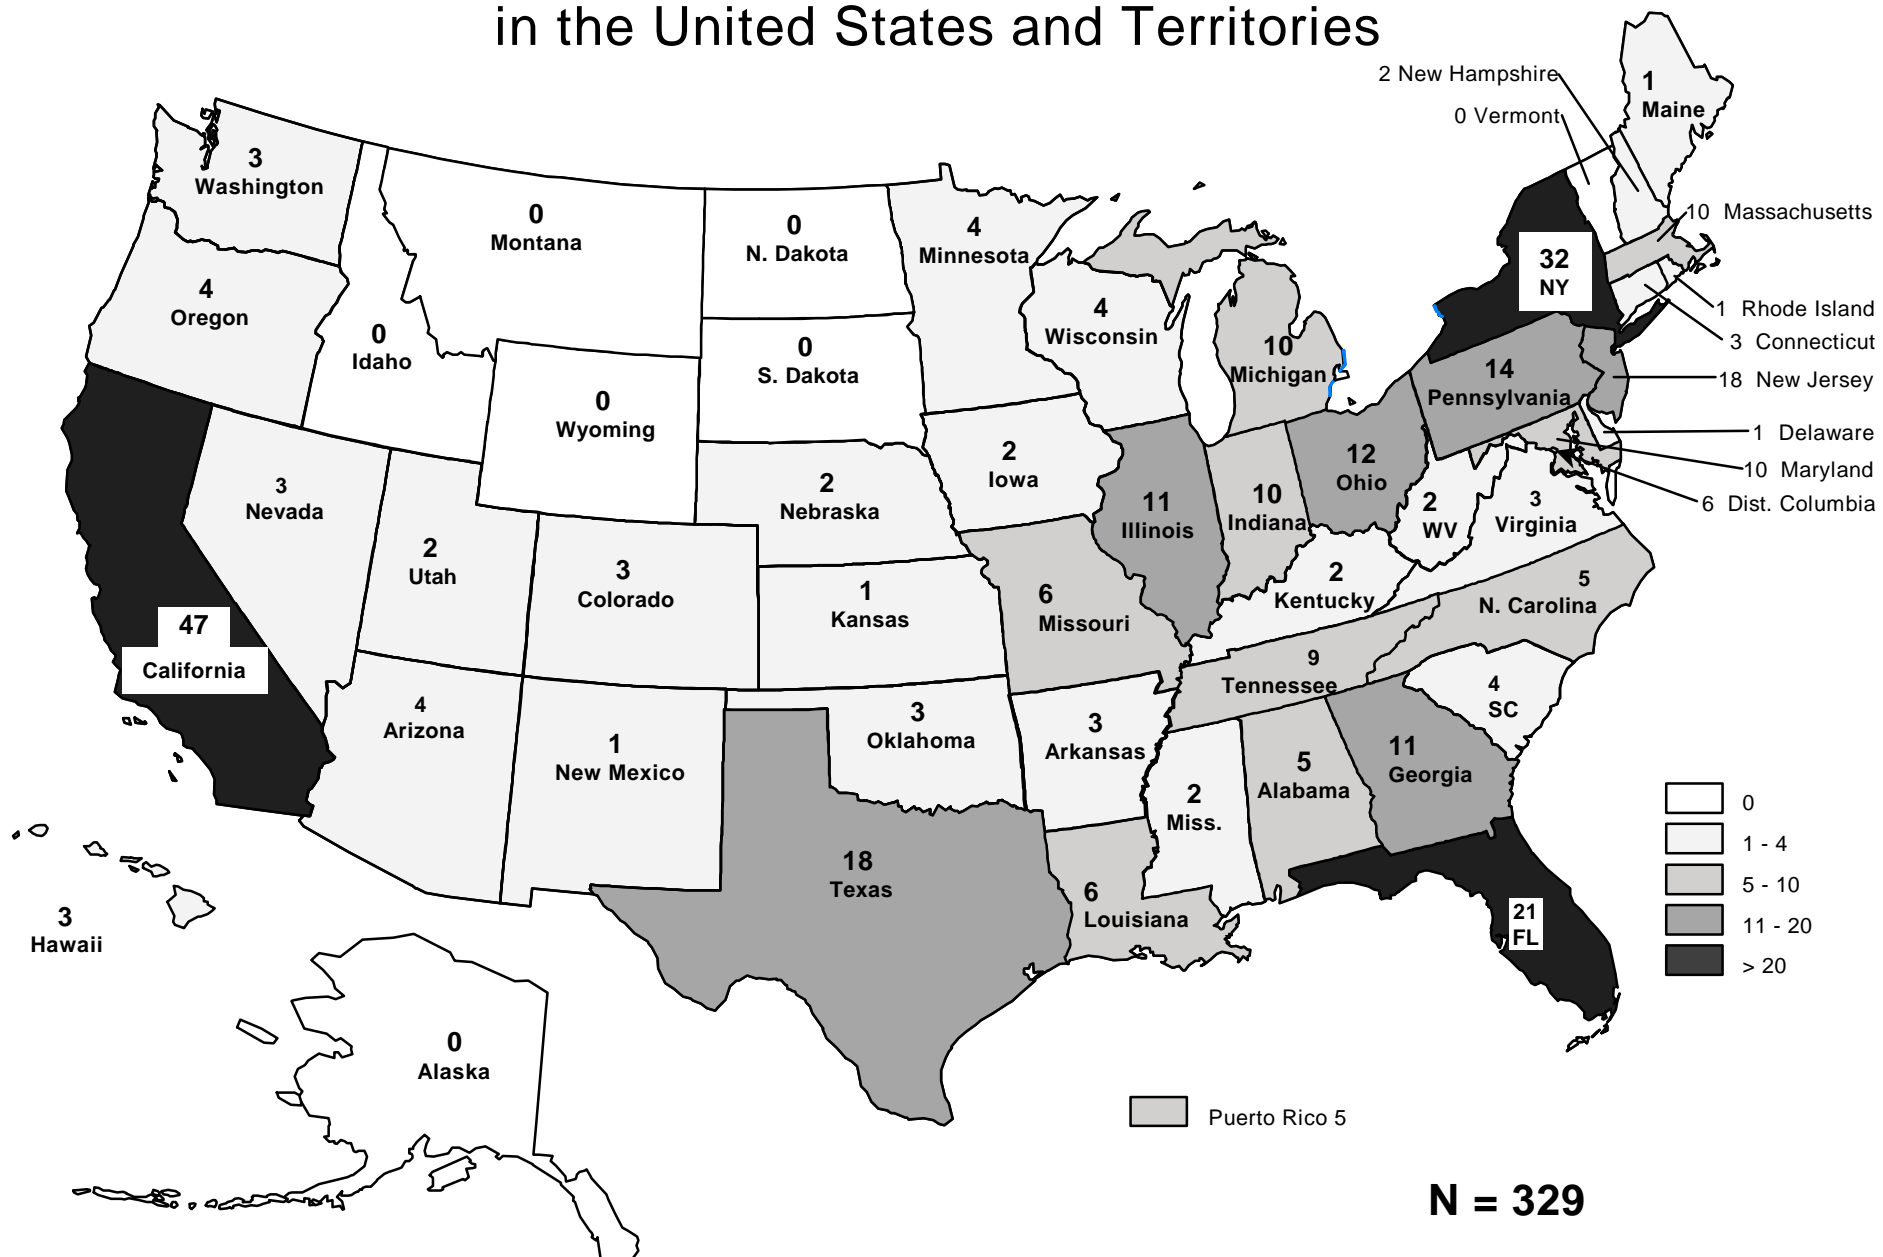 in the United States and Territories
2 New Hampshire
0 Vermont
1
Maine
3
Washington
0
Montana
0
N. Dakota
4
Minnesota
10 Massachusetts
32
NY
4
Oregon
0
Idaho
0
S. Dakota
4
Wisconsin
10
Michigan
1 Rhode Island
3 Connecticut
18 New Jersey
14
Pennsylvania
0
Wyoming
1 Delaware
10 Maryland
6 Dist. Columbia
3
Nevada
2
Nebraska
2
Iowa
11
Illinois
10
Indiana
12
Ohio
2
WV
3
Virginia
2
Utah
3
Colorado
1
Kansas
6
Missouri
2
Kentucky
5
N. Carolina
47
California
9
Tennessee
4
SC
4
Arizona
1
New Mexico
3
Oklahoma
3
Arkansas
2
Miss.
5
Alabama
11
Georgia
0
1 - 4
5 - 10
11 - 20
> 20
18
Texas
6
Louisiana
21
FL
3
Hawaii
0
Alaska
Puerto Rico 5
N = 329